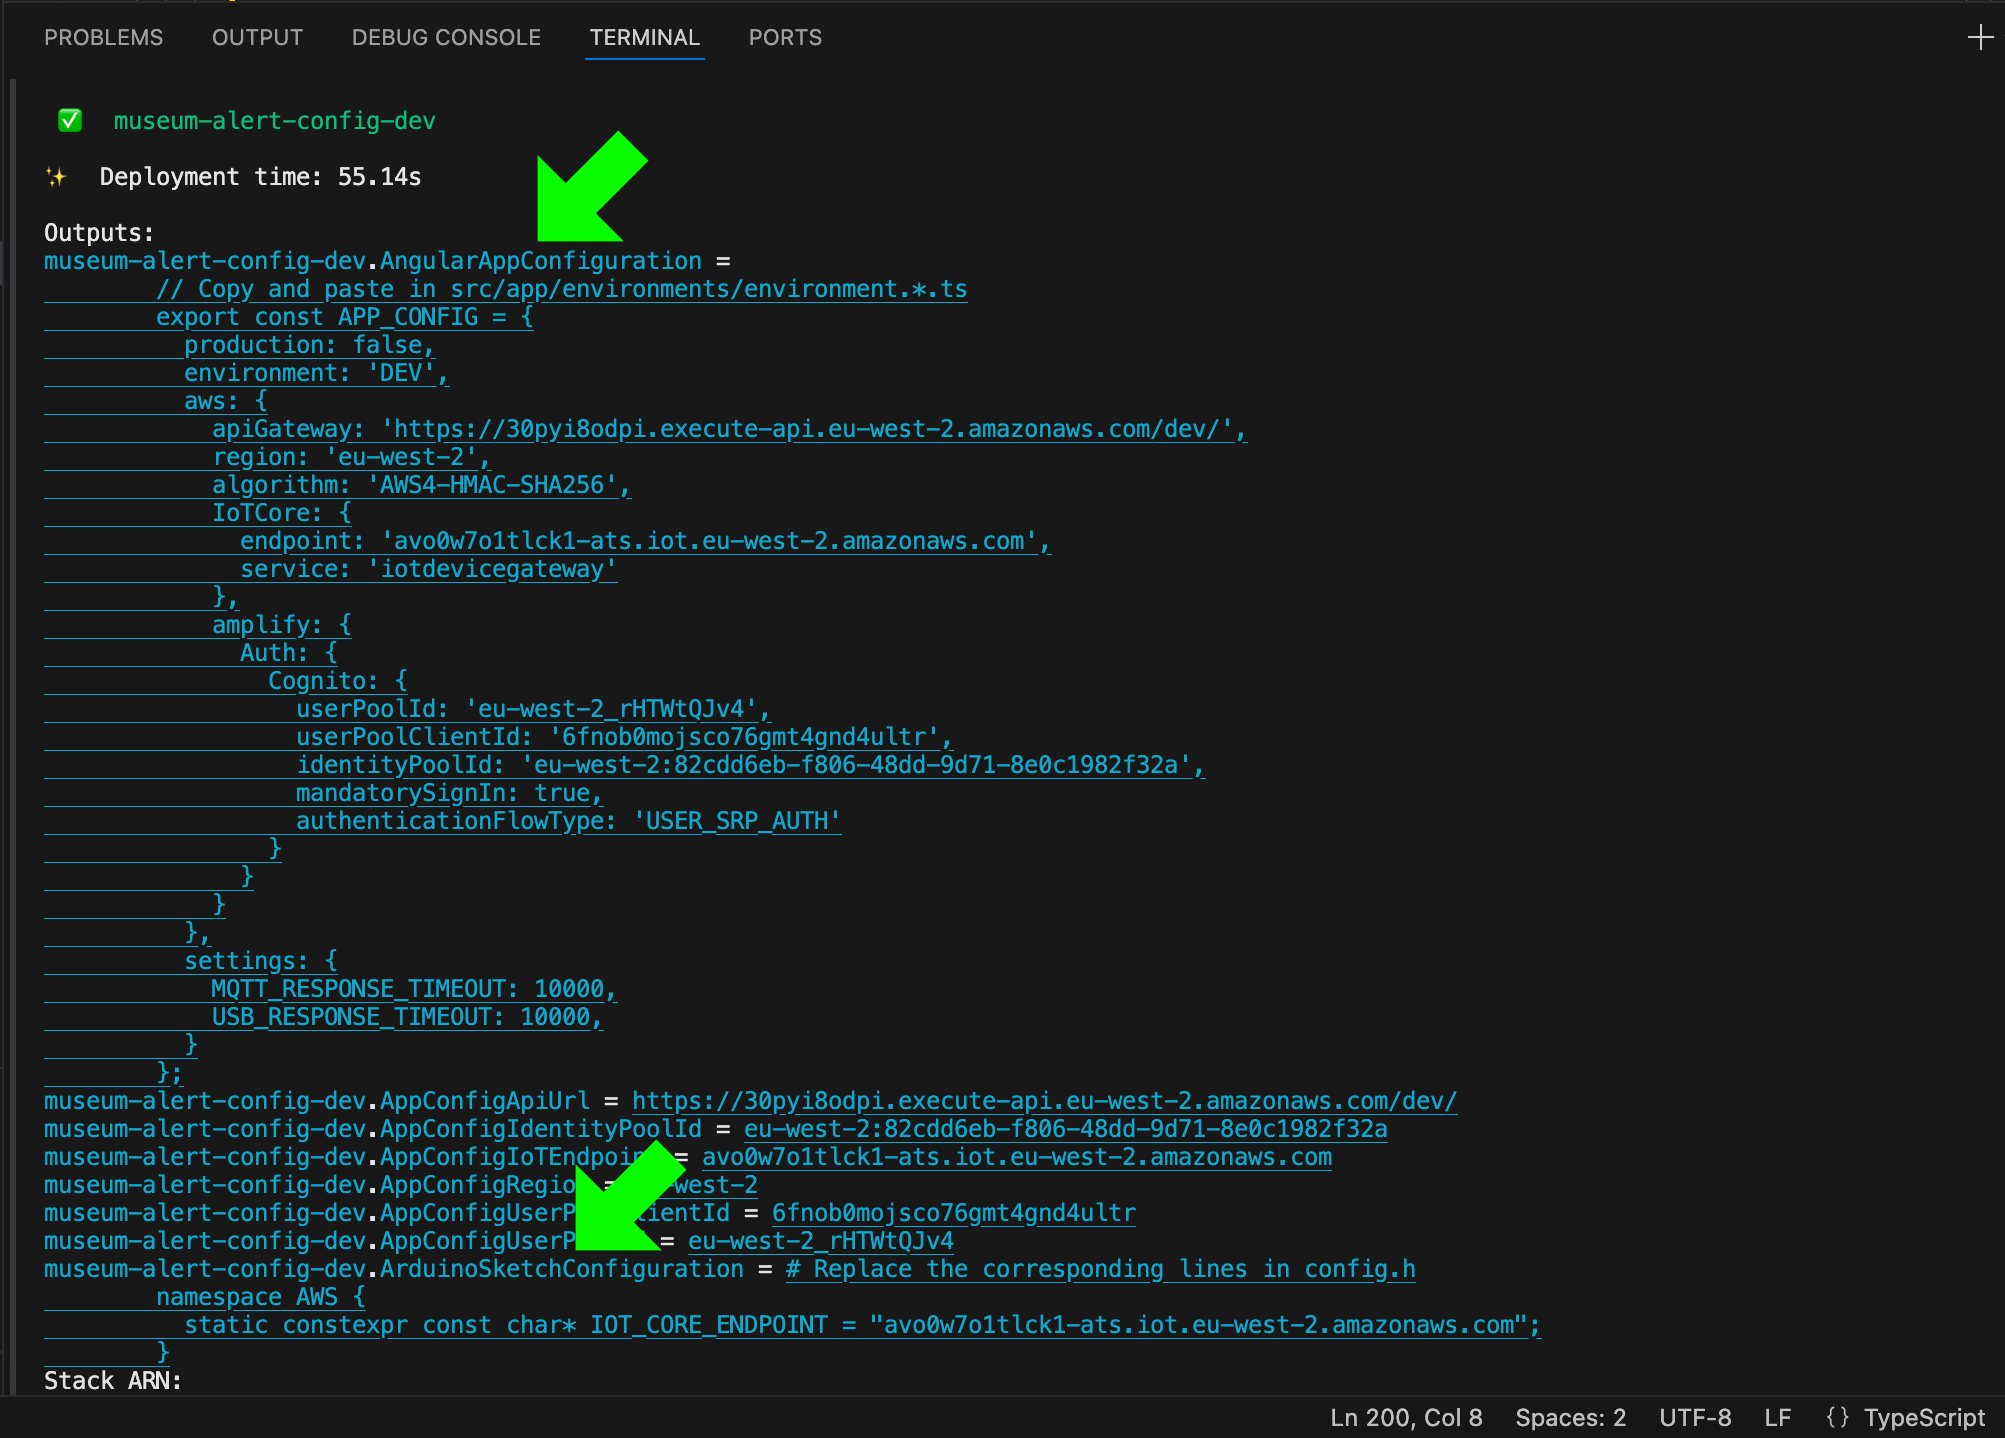 PROBLEMS OUTPUT DEBUG CONSOLE TERMINAL PORTS
museum-alert-config-dev
Deployment time: 55.14s
Outputs:
museum-alert-config-dev.AngularAppConfiguration =
// Copy and paste in src/app/environments/environment.*.ts
export const APP_CONFIG = {
production: false,
environment: 'DEV',
aws: {
apiGateway: 'https://30pyi8odpi.execute-api.eu-west-2.amazonaws.com/dev/',
region: 'eu-west-2',
algorithm: 'AWS4-HMAC-SHA256',
IoTCore: {
endpoint: 'avo0w7o1tlck1-ats.iot.eu-west-2.amazonaws.com',
service: 'iotdevicegateway'
},
amplify: {
Auth: {
Cognito: {
userPoolId: 'eu-west-2_rHTWtQJv4',
userPoolClientId: '6fnob0mojsco76gmt4gnd4ultr',
identityPoolId: 'eu-west-2:82cdd6eb-f806-48dd-9d71-8e0c1982f32a',
mandatorySignIn: true,
authenticationFlowType: 'USER_SRP_AUTH'
}
}
}
},
settings: {
MQTT_RESPONSE_TIMEOUT: 10000,
USB_RESPONSE_TIMEOUT: 10000,
}
};
museum-alert-config-dev.AppConfigApiUrl = https://30pyi8odpi.execute-api.eu-west-2.amazonaws.com/dev/
museum-alert-config-dev.AppConfigIdentityPoolId = eu-west-2:82cdd6eb-f806-48dd-9d71-8e0c1982f32a
museum-alert-config-dev.AppConfigIoTEndpoint = avo0w7o1tlck1-ats.iot.eu-west-2.amazonaws.com
museum-alert-config-dev.AppConfigRegion = eu-west-2
museum-alert-config-dev.AppConfigUserPoolClientId = 6fnob0mojsco76gmt4gnd4ultr
museum-alert-config-dev.AppConfigUserP = eu-west-2_rHTWtQJv4
museum-alert-config-dev.ArduinoSketchConfiguration = # Replace the corresponding lines in config.h
namespace AWS {
static constexpr const char* IOT_CORE_ENDPOINT = "avo0w7o1tlck1-ats.iot.eu-west-2.amazonaws.com";
}
Stack ARN:
Ln 200, Col 8 Spaces: 2 UTF-8 LF {} TypeScript